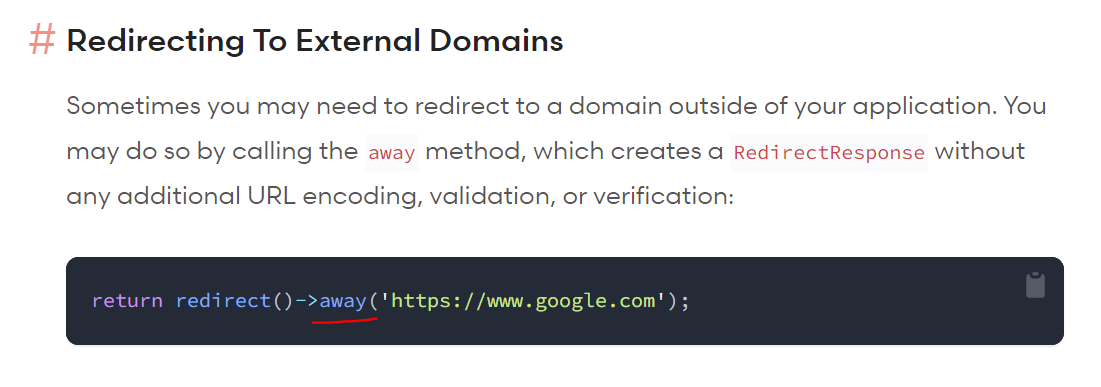 # Redirecting To External Domains
Sometimes you may need to redirect to a domain outside of your application. You
may do so by calling the away method, which creates a RedirectResponse without
any additional URL encoding, validation, or verification:
return redirect()->away('https://www.google.com');